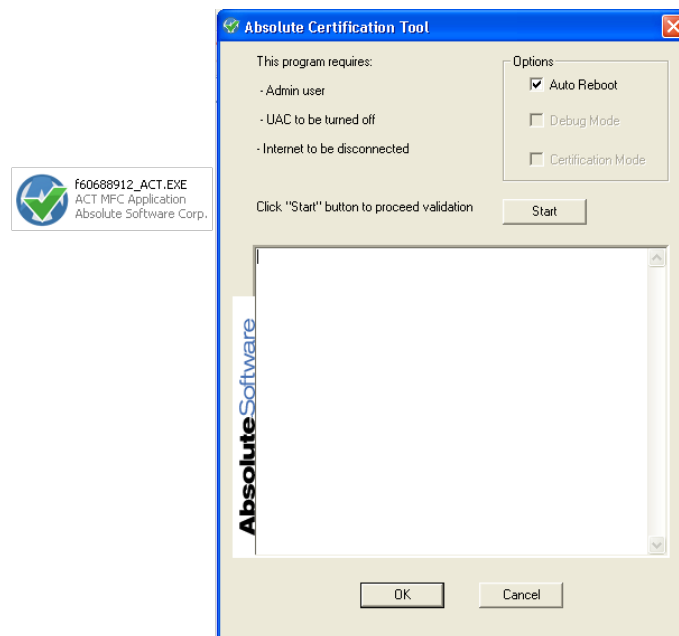 f60688912_ACT.EXE
ACT MFC Application
Absolute Software Corp.
Absolute Certification Tool
This program requires:
- Admin user
- UAC to be turned off
- Internet to be disconnected
Options
Auto Reboot
Debug Mode
Certification Mode
Click "Start" button to proceed validation
Start
AbsoluteSoftware
OK
Cancel